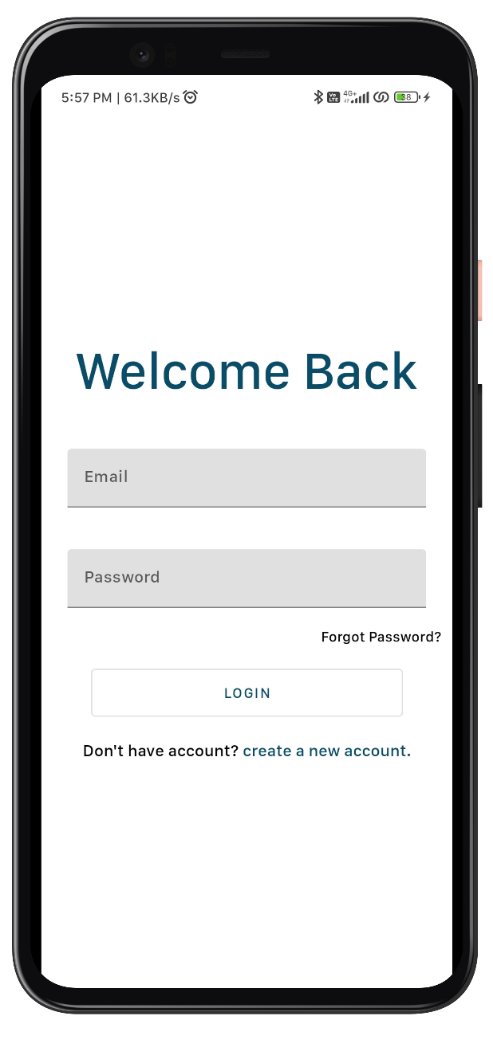 5:57 PM | 61.3KB/s
4G+
Welcome Back
Email
Password
Forgot Password?
LOGIN
Don't have account? create a new account.